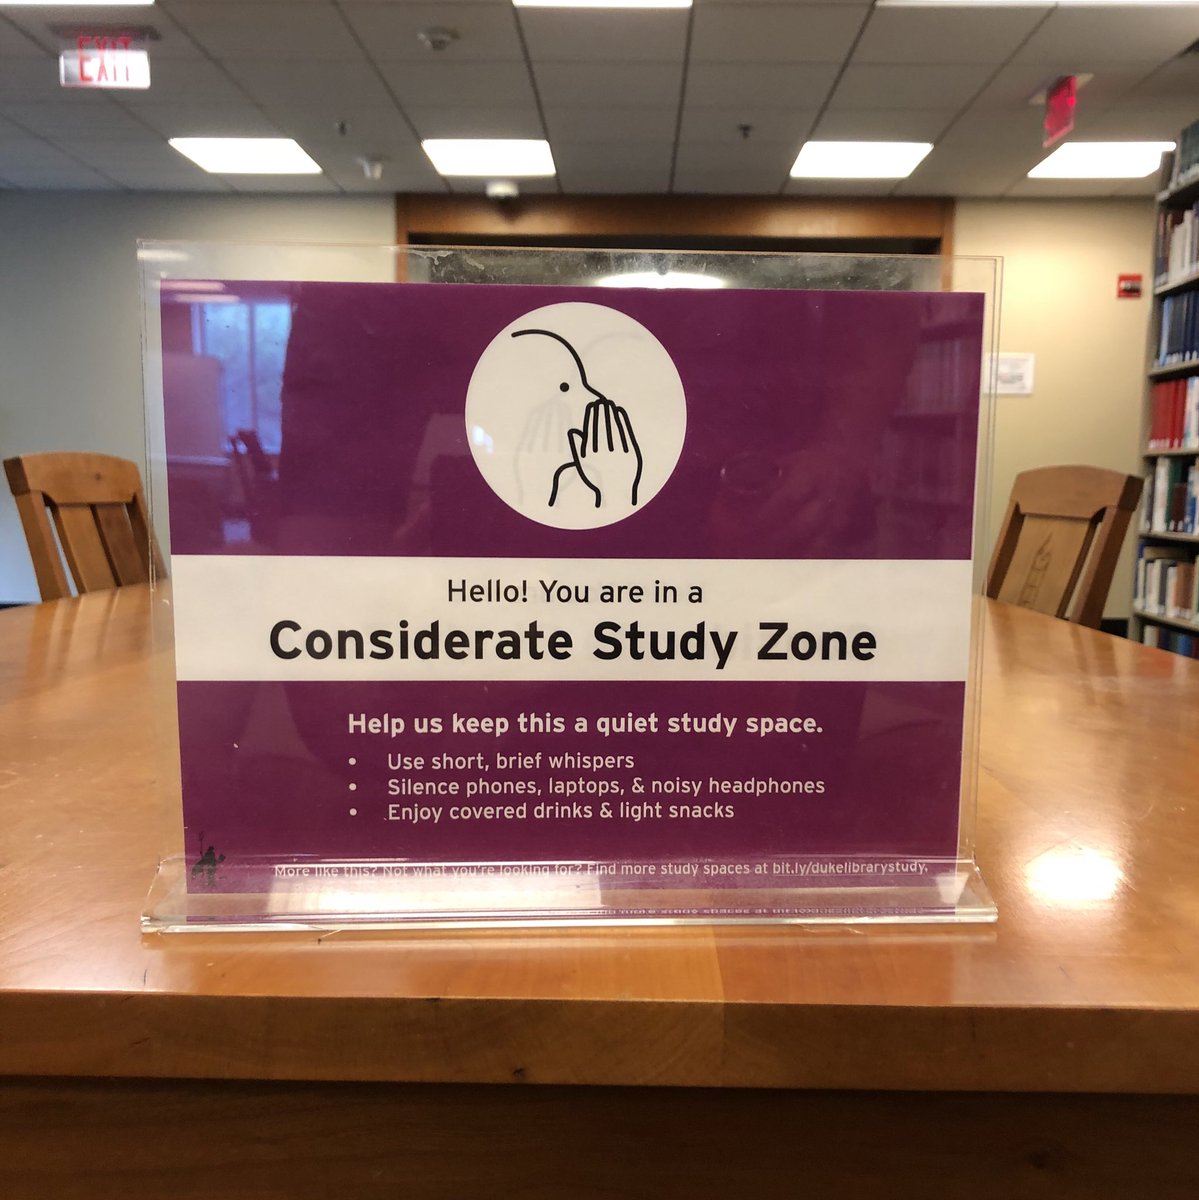 EXIT
Hello! You are in a
Considerate Study Zone
Help us keep this a quiet study space.
• Use short, brief whispers
• Silence phones, laptops, & noisy headphones
• Enjoy covered drinks & light snacks
More like this? Not what you're looking for? Find more study spaces at bit.ly/dukelibrarystudy.